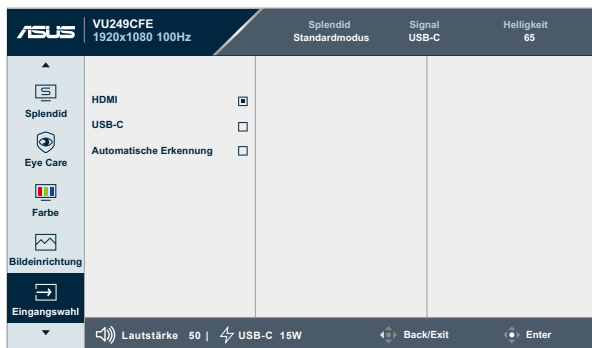 ASUS
VU249CFE
1920x1080 100Hz
Splendid
Standardmodus
Signal
USB-C
Helligkeit
65
Splendid
Eye Care
Farbe
Bildeinrichtung
Eingangswahl
HDMI
USB-C
Automatische Erkennung
Lautstärke 50 | USB-C 15W
Back/Exit
Enter